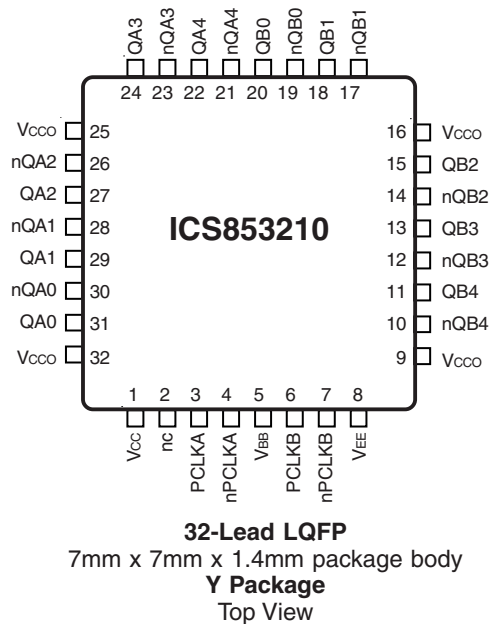 QA3 nQA3 QA4 nQA4 QB0 nQB0 QB1 nQB1
24 23 22 21 20 19 18 17
VCCO 25 16 VCCO
nQA2 26 15 QB2
QA2 27 14 nQB2
nQA1 28 13 QB3
ICS853210
QA1 29 12 nQB3
nQA0 30 11 QB4
QA0 31 10 nQB4
VCCO 32 9 VCCO
1 2 3 4 5 6 7 8
VCC nc PCLKA nPCLKA VBB PCLKB nPCLKB VEE
32-Lead LQFP
7mm x 7mm x 1.4mm package body
Y Package
Top View